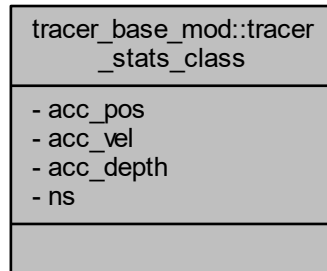 tracer_base_mod::tracer
_stats_class
- acc_pos
- acc_vel
- acc_depth
- ns